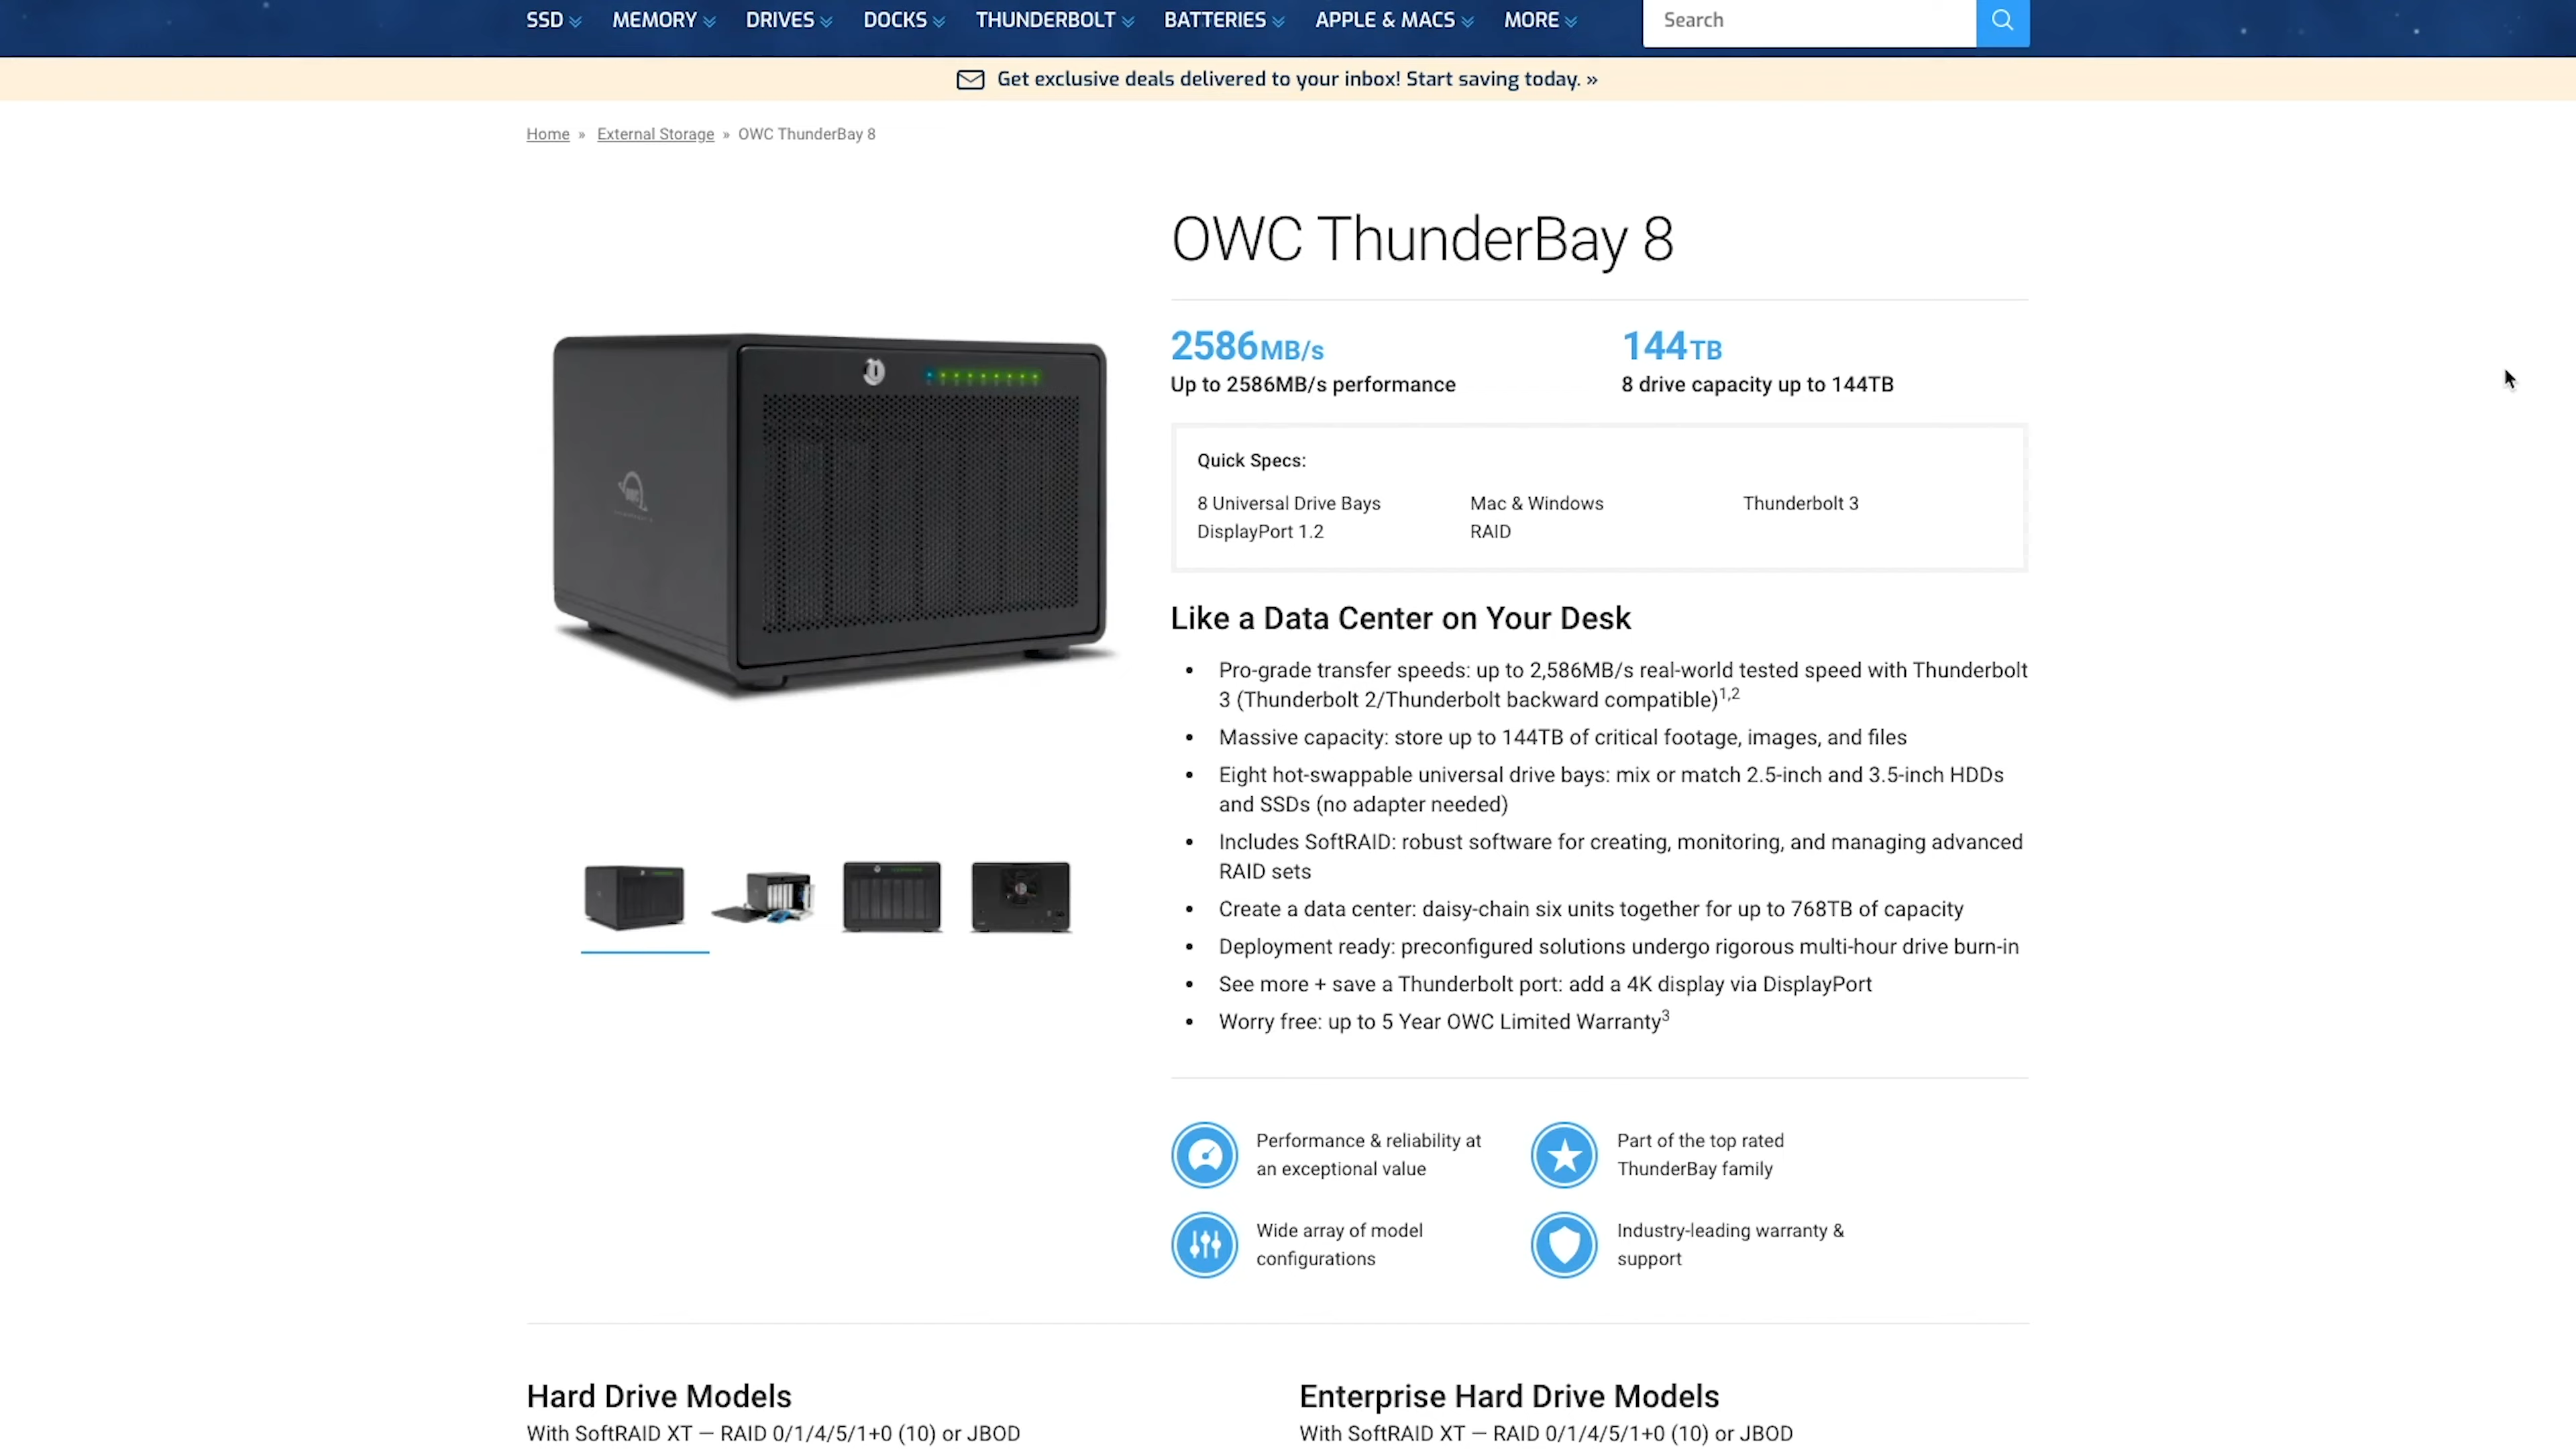 SSD MEMORY DRIVES DOCKS THUNDERBOLT BATTERIES APPLE & MACS MORE Search
Get exclusive deals delivered to your inbox! Start saving today. »
Home » External Storage » OWC ThunderBay 8
OWC ThunderBay 8
2586MB/s
Up to 2586MB/s performance
144TB
8 drive capacity up to 144TB
Quick Specs:
8 Universal Drive Bays Mac & Windows Thunderbolt 3
DisplayPort 1.2 RAID
Like a Data Center on Your Desk
• Pro-grade transfer speeds: up to 2,586MB/s real-world tested speed with Thunderbolt
3 (Thunderbolt 2/Thunderbolt backward compatible)1,2
• Massive capacity: store up to 144TB of critical footage, images, and files
• Eight hot-swappable universal drive bays: mix or match 2.5-inch and 3.5-inch HDDs
and SSDs (no adapter needed)
• Includes SoftRAID: robust software for creating, monitoring, and managing advanced
RAID sets
• Create a data center: daisy-chain six units together for up to 768TB of capacity
• Deployment ready: preconfigured solutions undergo rigorous multi-hour drive burn-in
• See more + save a Thunderbolt port: add a 4K display via DisplayPort
• Worry free: up to 5 Year OWC Limited Warranty3
Performance & reliability at
an exceptional value
Part of the top rated
ThunderBay family
Wide array of model
configurations
Industry-leading warranty &
support
Hard Drive Models
With SoftRAID XT — RAID 0/1/4/5/1+0 (10) or JBOD
Enterprise Hard Drive Models
With SoftRAID XT — RAID 0/1/4/5/1+0 (10) or JBOD